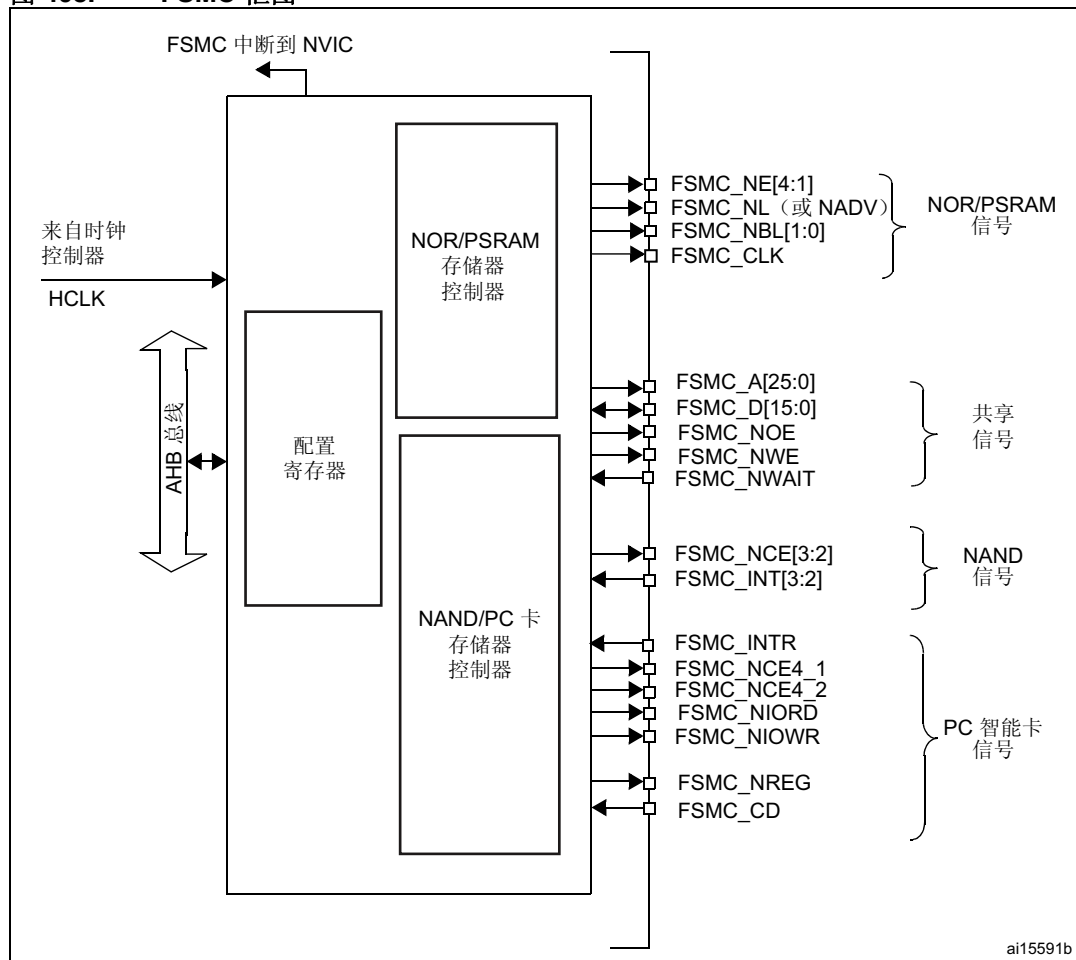 FSMC 中断到 NVIC
来自时钟
控制器
HCLK
AHB 总线
配置
寄存器
NOR/PSRAM
存储器
控制器
NAND/PC 卡
存储器
控制器
FSMC_NE[4:1]
FSMC_NL（或 NADV）
FSMC_NBL[1:0]
FSMC_CLK
NOR/PSRAM
信号
FSMC_A[25:0]
FSMC_D[15:0]
FSMC_NOE
FSMC_NWE
FSMC_NWAIT
共享
信号
FSMC_NCE[3:2]
FSMC_INT[3:2]
NAND
信号
FSMC_INTR
FSMC_NCE4_1
FSMC_NCE4_2
FSMC_NIORD
FSMC_NIOWR
FSMC_NREG
FSMC_CD
PC 智能卡
信号
ai15591b